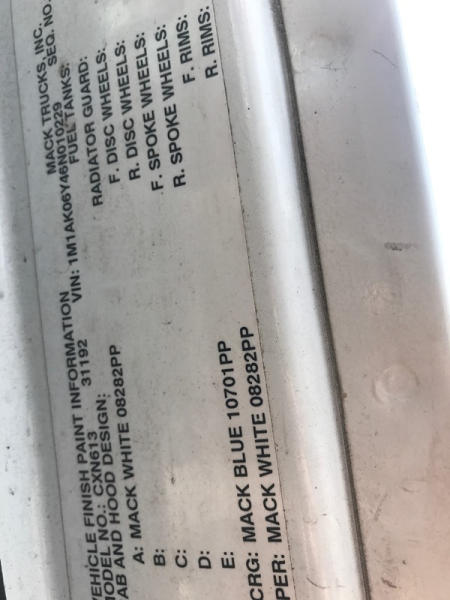 VEHICLE FINISH PAINT INFORMATION
MACK TRUCKS, INC.
MODEL NO.: CXN613
VIN: 1M1AK06Y46N010229
SEQ. NO.
31192
CAB AND HOOD DESIGN:
A: MACK WHITE 08282PP
B:
C:
D:
E:
CRG: MACK BLUE 10701PP
PER: MACK WHITE 08282PP
FUEL TANKS:
RADIATOR GUARD:
F. DISC WHEELS:
R. DISC WHEELS:
F. SPOKE WHEELS:
R. SPOKE WHEELS:
F. RIMS:
R. RIMS: